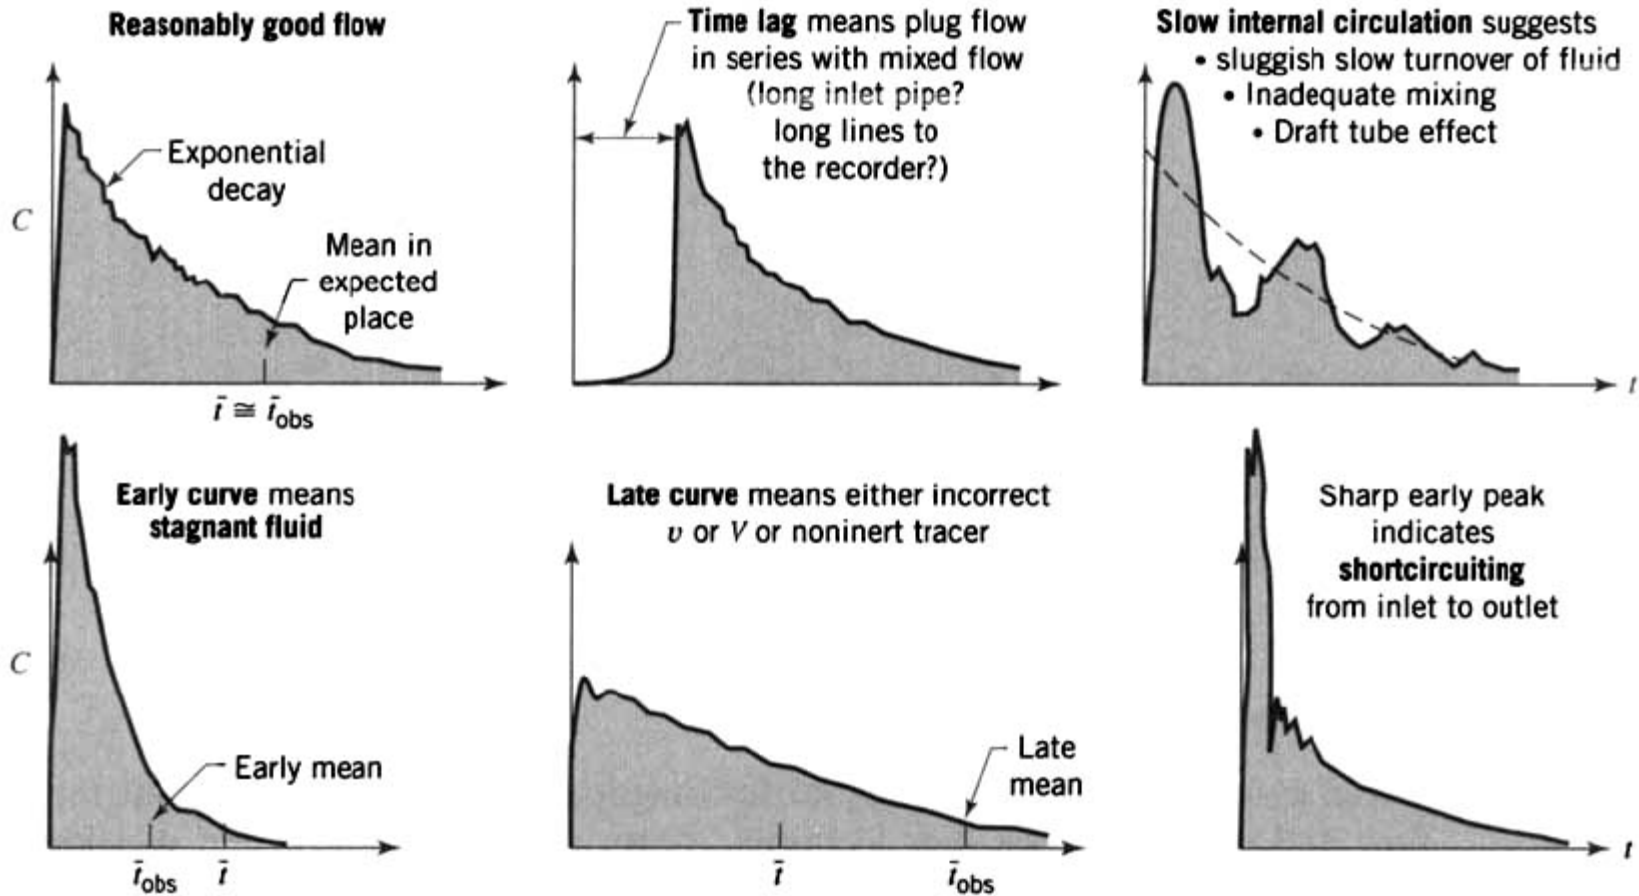 Reasonably good flow
C
Exponential
decay
Mean in
expected
place
t̄ ≅ t̄obs
Time lag means plug flow
in series with mixed flow
(long inlet pipe?
long lines to
the recorder?)
Slow internal circulation suggests
• sluggish slow turnover of fluid
• Inadequate mixing
• Draft tube effect
t
Early curve means
stagnant fluid
C
Early mean
t̄obs t̄
Late curve means either incorrect
v or V or noninert tracer
Late
mean
t̄ t̄obs
Sharp early peak
indicates
shortcircuiting
from inlet to outlet
t